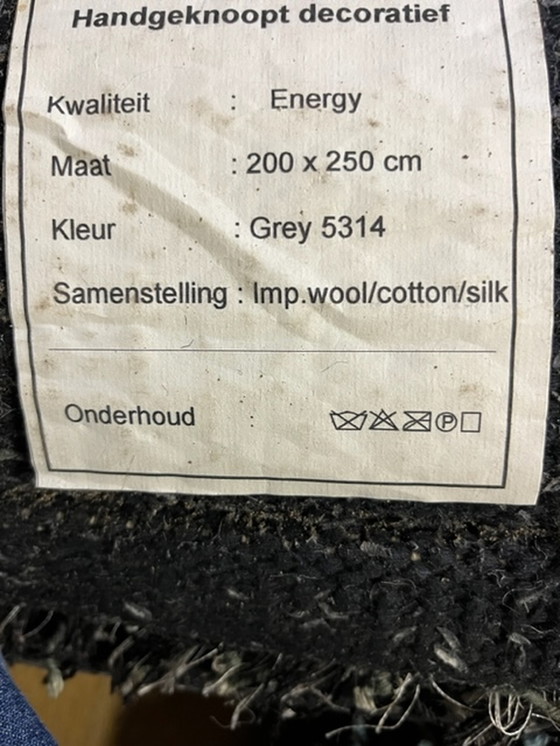 Handgeknoopt decoratief
Kwaliteit : Energy
Maat : 200 x 250 cm
Kleur : Grey 5314
Samenstelling : Imp.wool/cotton/silk
Onderhoud : P